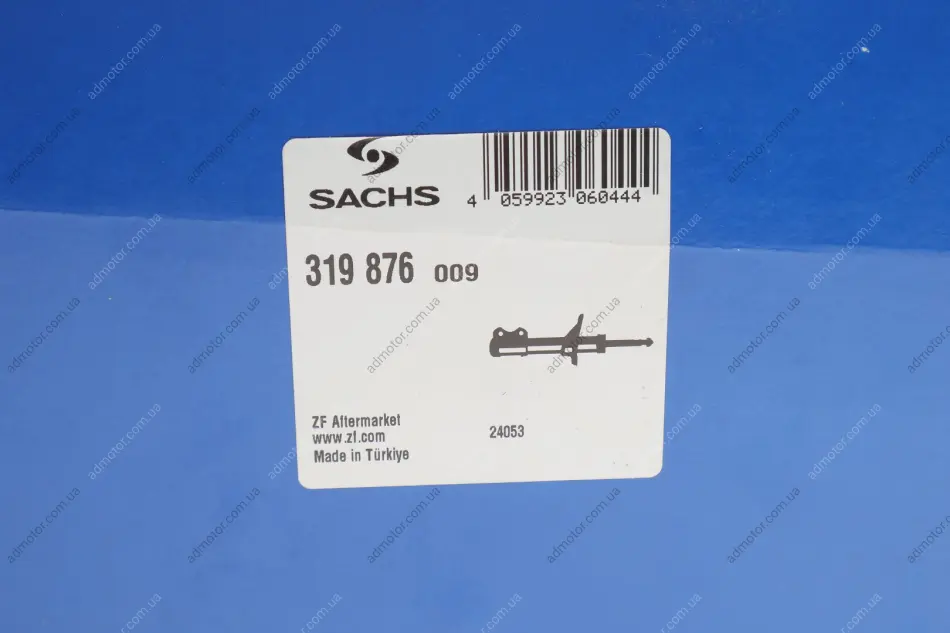 SACHS
4 059923 060444
319 876 009
ZF Aftermarket
www.zf.com
Made in Türkiye
24053
admotor.com.ua